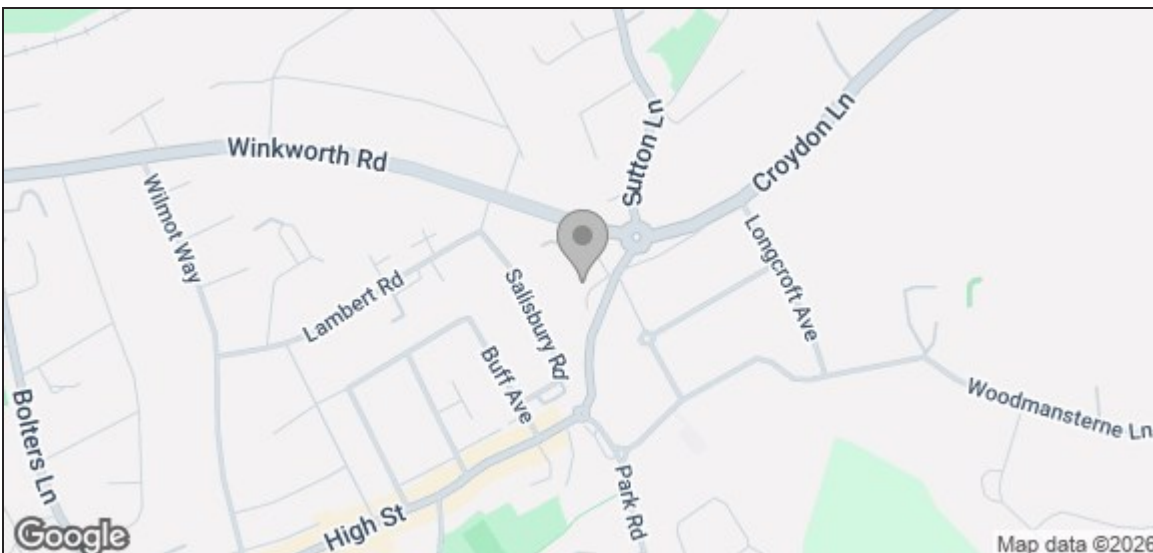 Winkworth Rd
Sutton Ln
Croydon Ln
Wilmot Way
Lambert Rd
Salisbury Rd
Longcroft Ave
Buff Ave
Bolters Ln
Woodmansterne Ln
High St
Park Rd
Google
Map data ©2026